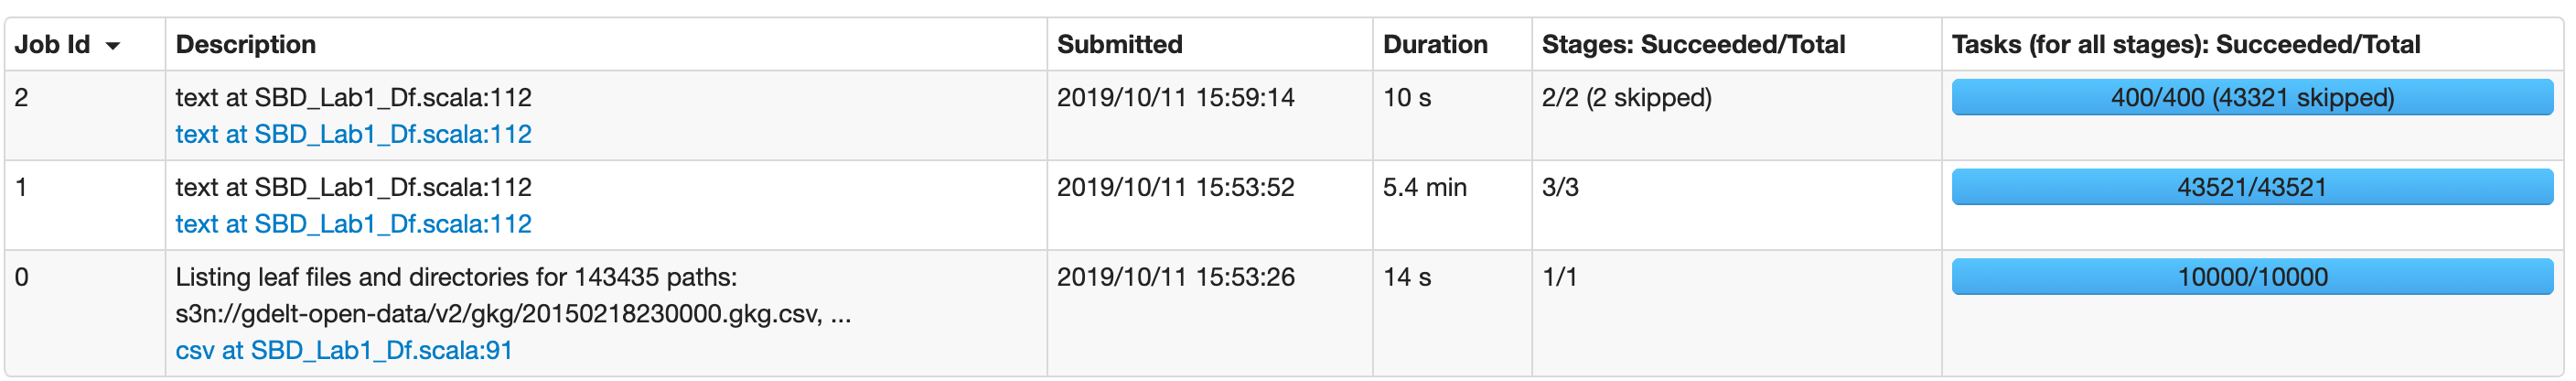 Job Id Description Submitted Duration Stages: Succeeded/Total Tasks (for all stages): Succeeded/Total
2 text at SBD_Lab1_Df.scala:112 2019/10/11 15:59:14 10 s 2/2 (2 skipped) 400/400 (43321 skipped)
text at SBD_Lab1_Df.scala:112
1 text at SBD_Lab1_Df.scala:112 2019/10/11 15:53:52 5.4 min 3/3 43521/43521
text at SBD_Lab1_Df.scala:112
0 Listing leaf files and directories for 143435 paths: 2019/10/11 15:53:26 14 s 1/1 10000/10000
s3n://gdelt-open-data/v2/gkg/20150218230000.gkg.csv, ...
csv at SBD_Lab1_Df.scala:91